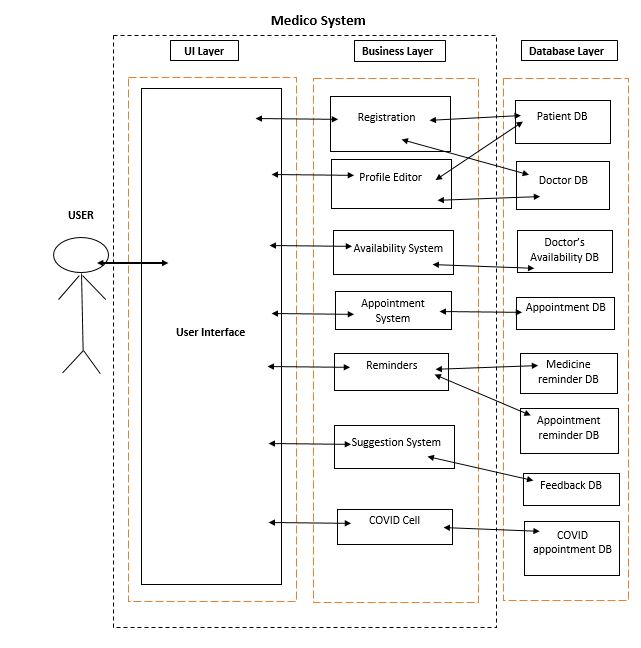 Medico System
UI Layer
Business Layer
Database Layer
Registration
Patient DB
Profile Editor
Doctor DB
USER
Availability System
Doctor's
Availability DB
Appointment
System
Appointment DB
User Interface
Reminders
Medicine
reminder DB
Appointment
reminder DB
Suggestion System
Feedback DB
COVID Cell
COVID
appointment DB